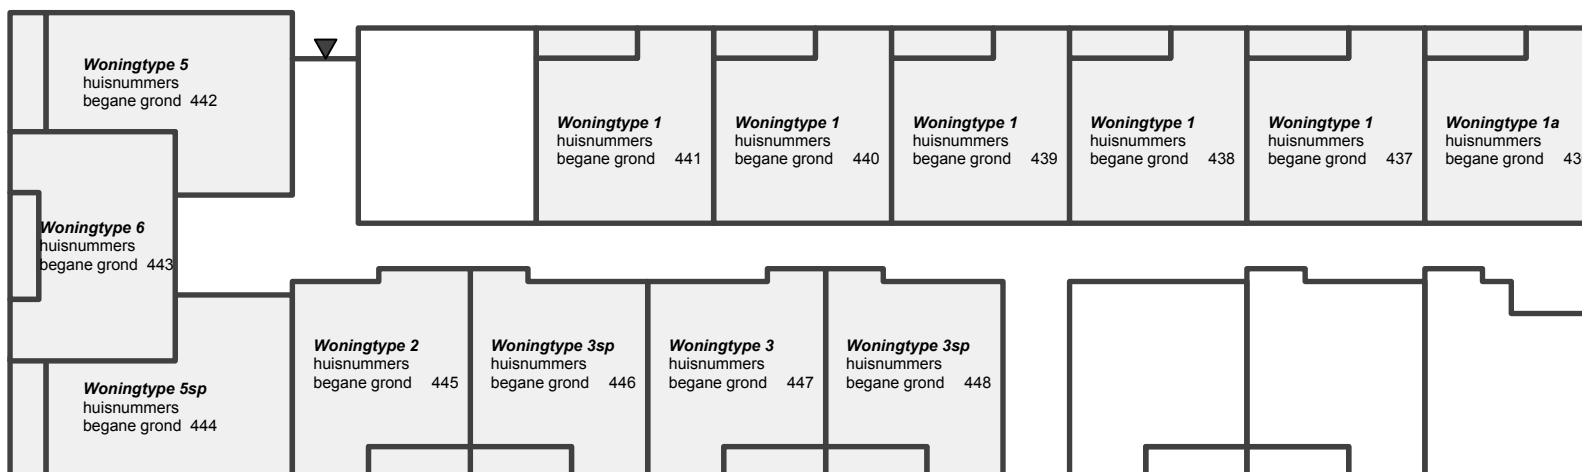 Woningtype 5
huisnummers
begane grond 442
Woningtype 1
huisnummers
begane grond 441
Woningtype 1
huisnummers
begane grond 440
Woningtype 1
huisnummers
begane grond 439
Woningtype 1
huisnummers
begane grond 438
Woningtype 1
huisnummers
begane grond 437
Woningtype 1a
huisnummers
begane grond
Woningtype 6
huisnummers
begane grond 443
Woningtype 2
huisnummers
begane grond 445
Woningtype 3sp
huisnummers
begane grond 446
Woningtype 3
huisnummers
begane grond 447
Woningtype 3sp
huisnummers
begane grond 448
Woningtype 5sp
huisnummers
begane grond 444